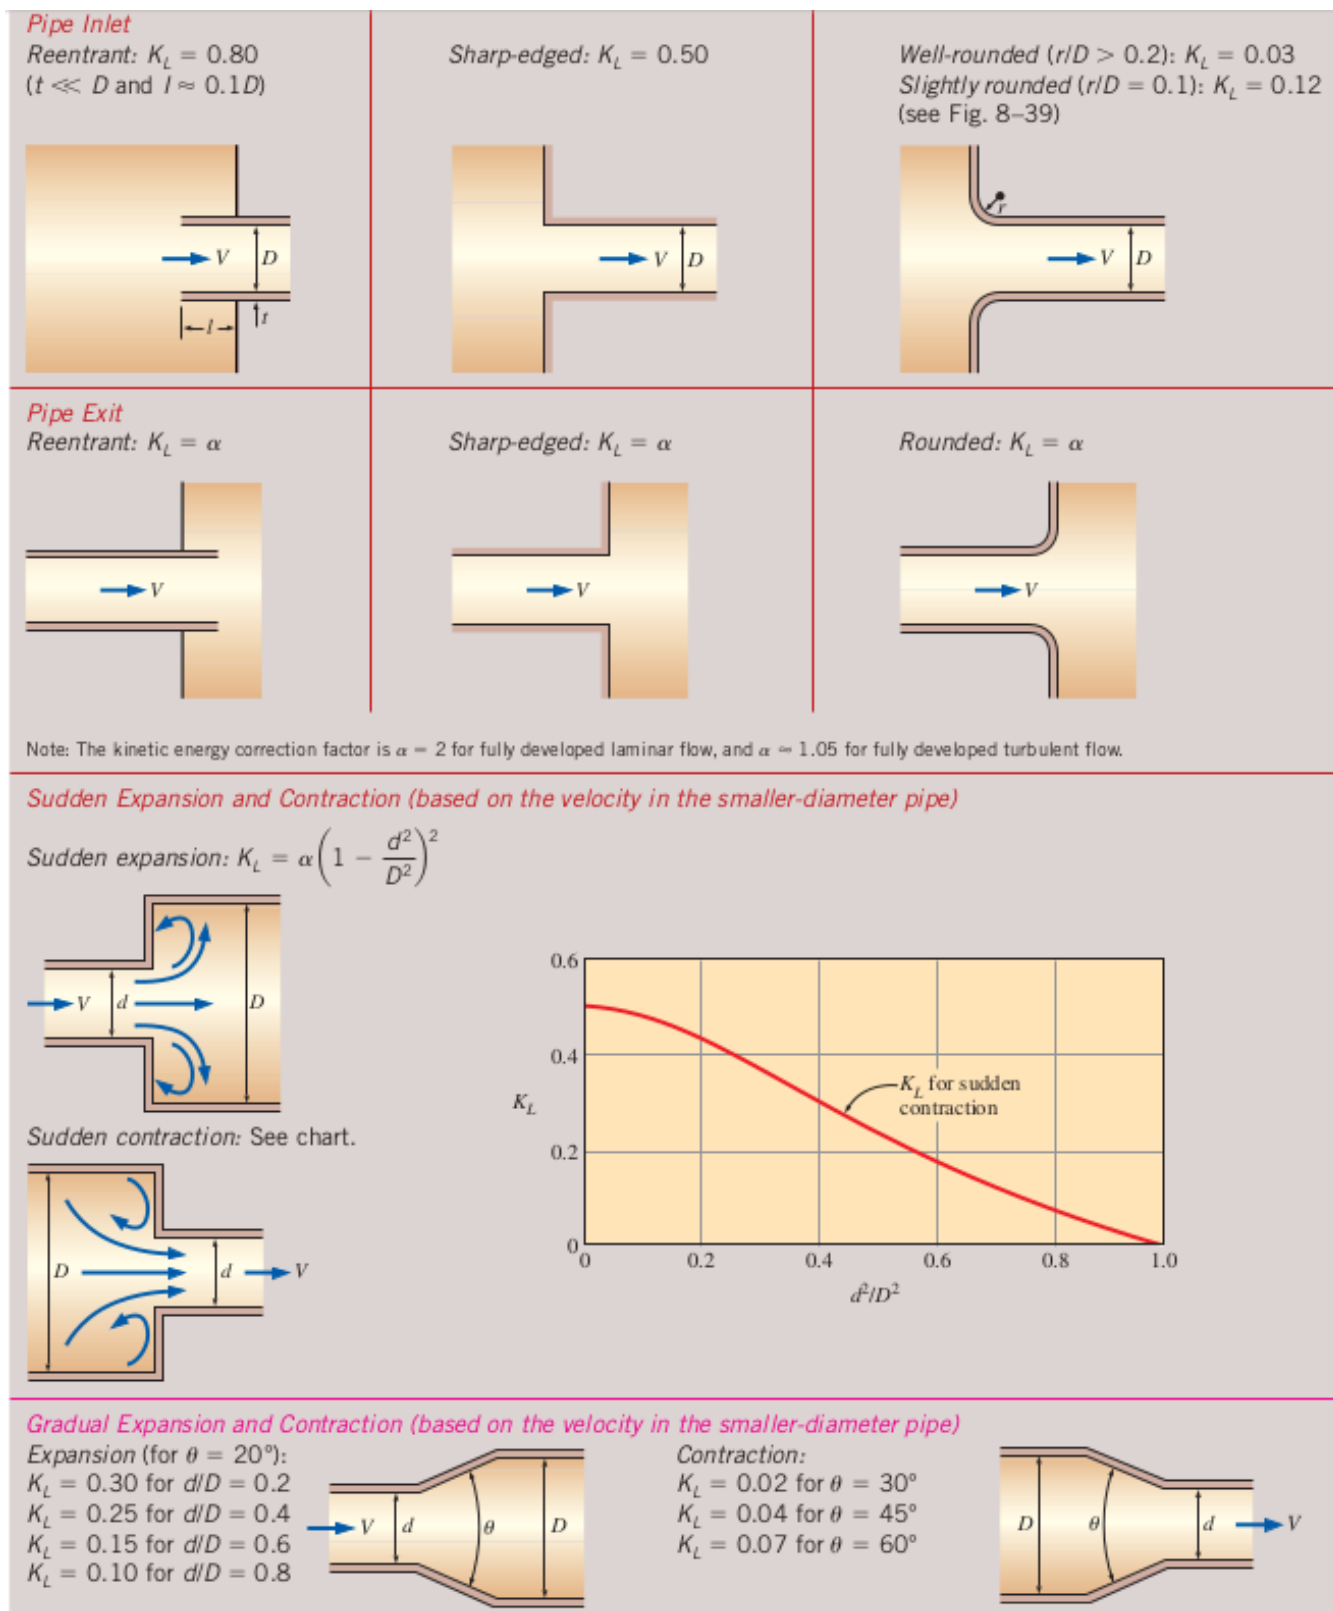 Pipe Inlet
Reentrant: K_L = 0.80
(t << D and l ≈ 0.1D)
Sharp-edged: K_L = 0.50
Well-rounded (r/D > 0.2): K_L = 0.03
Slightly rounded (r/D = 0.1): K_L = 0.12
(see Fig. 8–39)
V
D
l
t
V
D
r
V
D
Pipe Exit
Reentrant: K_L = α
Sharp-edged: K_L = α
Rounded: K_L = α
V
V
V
Note: The kinetic energy correction factor is α = 2 for fully developed laminar flow, and α ≈ 1.05 for fully developed turbulent flow.
Sudden Expansion and Contraction (based on the velocity in the smaller-diameter pipe)
Sudden expansion: K_L = α(1 − d²/D²)²
V
d
D
Sudden contraction: See chart.
D
d
V
0.6
0.4
K_L
0.2
0
K_L for sudden
contraction
0 0.2 0.4 0.6 0.8 1.0
d²/D²
Gradual Expansion and Contraction (based on the velocity in the smaller-diameter pipe)
Expansion (for θ = 20°):
K_L = 0.30 for d/D = 0.2
K_L = 0.25 for d/D = 0.4
K_L = 0.15 for d/D = 0.6
K_L = 0.10 for d/D = 0.8
V
d
θ
D
Contraction:
K_L = 0.02 for θ = 30°
K_L = 0.04 for θ = 45°
K_L = 0.07 for θ = 60°
D
θ
d
V